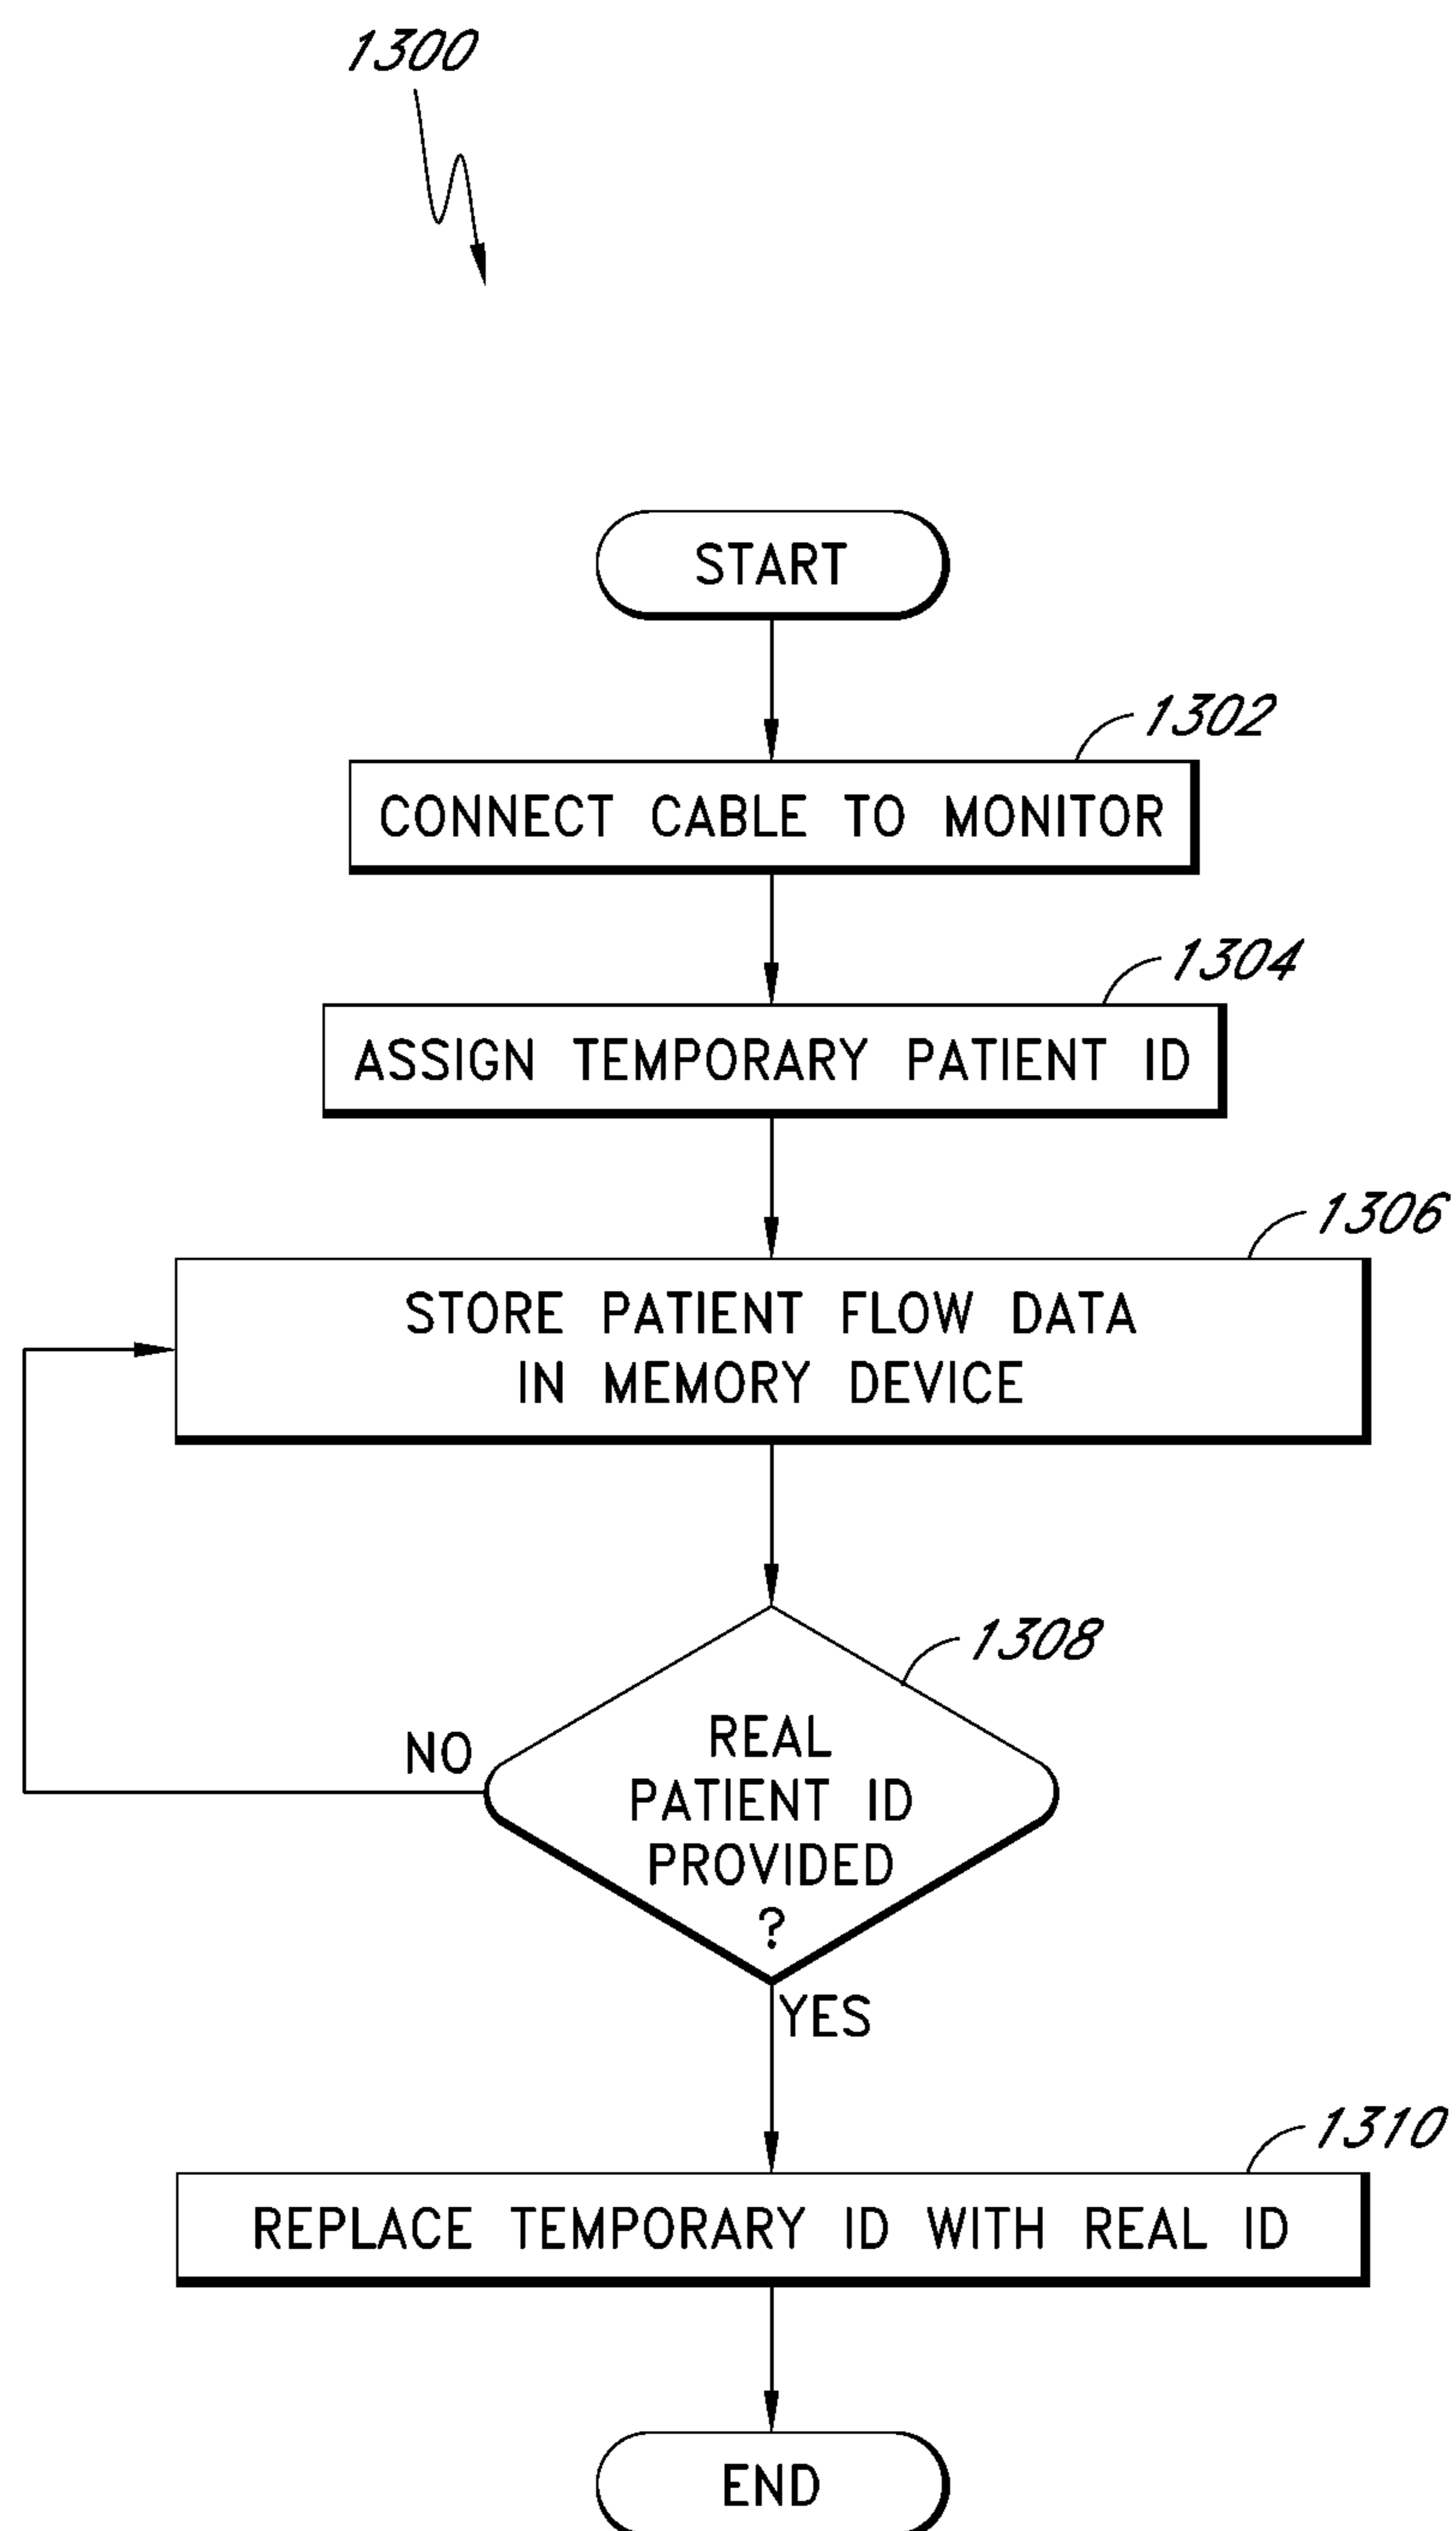 1300
START
1302
CONNECT CABLE TO MONITOR
1304
ASSIGN TEMPORARY PATIENT ID
1306
STORE PATIENT FLOW DATA
IN MEMORY DEVICE
1308
REAL
PATIENT ID
PROVIDED
?
NO
YES
1310
REPLACE TEMPORARY ID WITH REAL ID
END